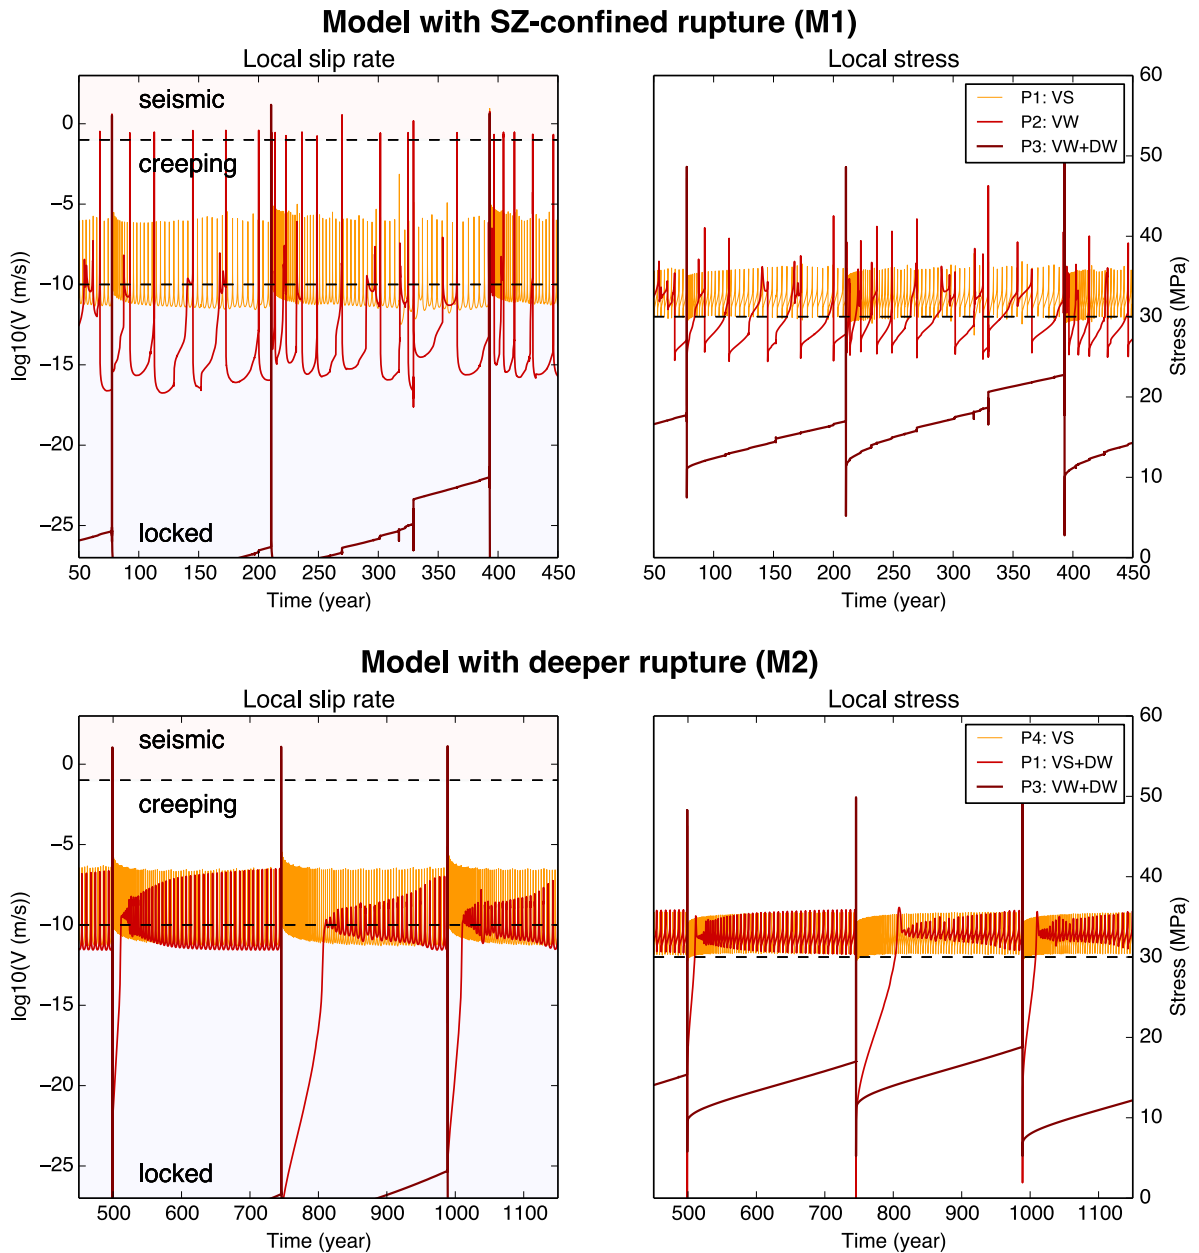 Model with SZ-confined rupture (M1)
Local slip rate
Local stress
seismic
creeping
locked
0
−5
−10
−15
−20
−25
log10(V (m/s))
50 100 150 200 250 300 350 400 450
Time (year)
P1: VS
P2: VW
P3: VW+DW
60
50
40
30
20
10
0
Stress (MPa)
50 100 150 200 250 300 350 400 450
Time (year)
Model with deeper rupture (M2)
Local slip rate
Local stress
seismic
creeping
locked
0
−5
−10
−15
−20
−25
log10(V (m/s))
500 600 700 800 900 1000 1100
Time (year)
P4: VS
P1: VS+DW
P3: VW+DW
60
50
40
30
20
10
0
Stress (MPa)
500 600 700 800 900 1000 1100
Time (year)